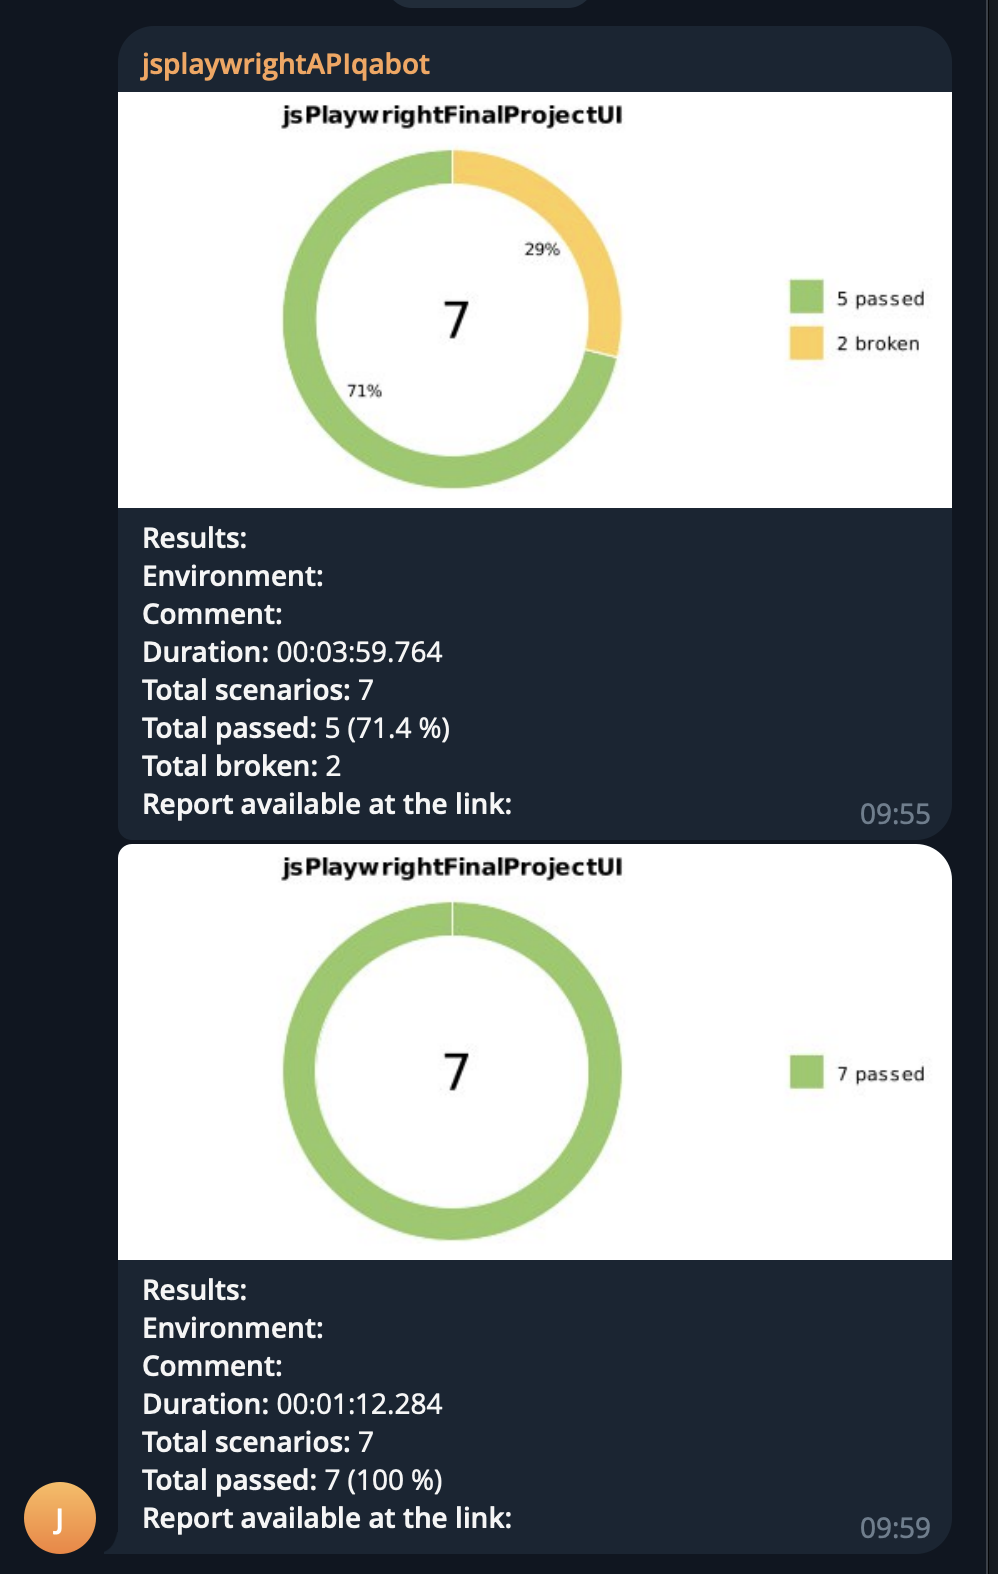 jsplaywrightAPIqabot
jsPlaywrightFinalProjectUI
29%
7
71%
5 passed
2 broken
Results:
Environment:
Comment:
Duration: 00:03:59.764
Total scenarios: 7
Total passed: 5 (71.4 %)
Total broken: 2
Report available at the link:
09:55
jsPlaywrightFinalProjectUI
7
7 passed
Results:
Environment:
Comment:
Duration: 00:01:12.284
Total scenarios: 7
Total passed: 7 (100 %)
Report available at the link:
09:59
J